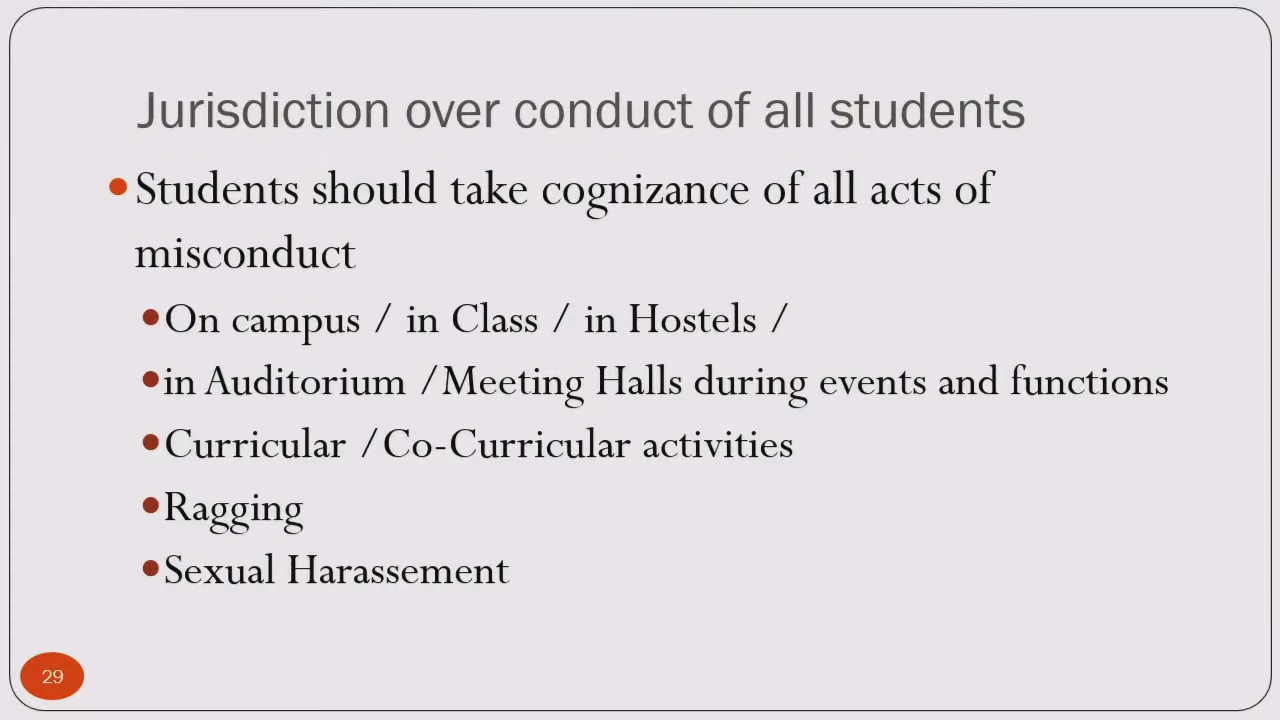 Jurisdiction over conduct of all students
•Students should take cognizance of all acts of
misconduct
•On campus / in Class / in Hostels /
•in Auditorium /Meeting Halls during events and functions
•Curricular /Co-Curricular activities
•Ragging
•Sexual Harassement
29